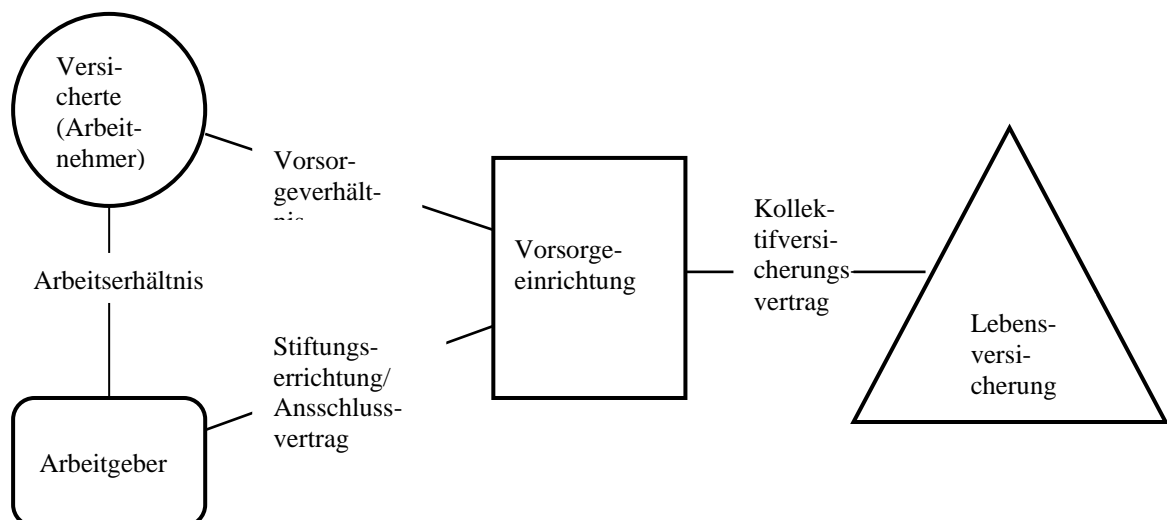 Versi-
cherte
(Arbeit-
nehmer)
Vorsor-
geverhält-
nis
Arbeitserhältnis
Stiftungs-
errichtung/
Ansschluss-
vertrag
Arbeitgeber
Vorsorge-
einrichtung
Kollek-
tifversi-
cherungs
vertrag
Lebens-
versi-
cherung